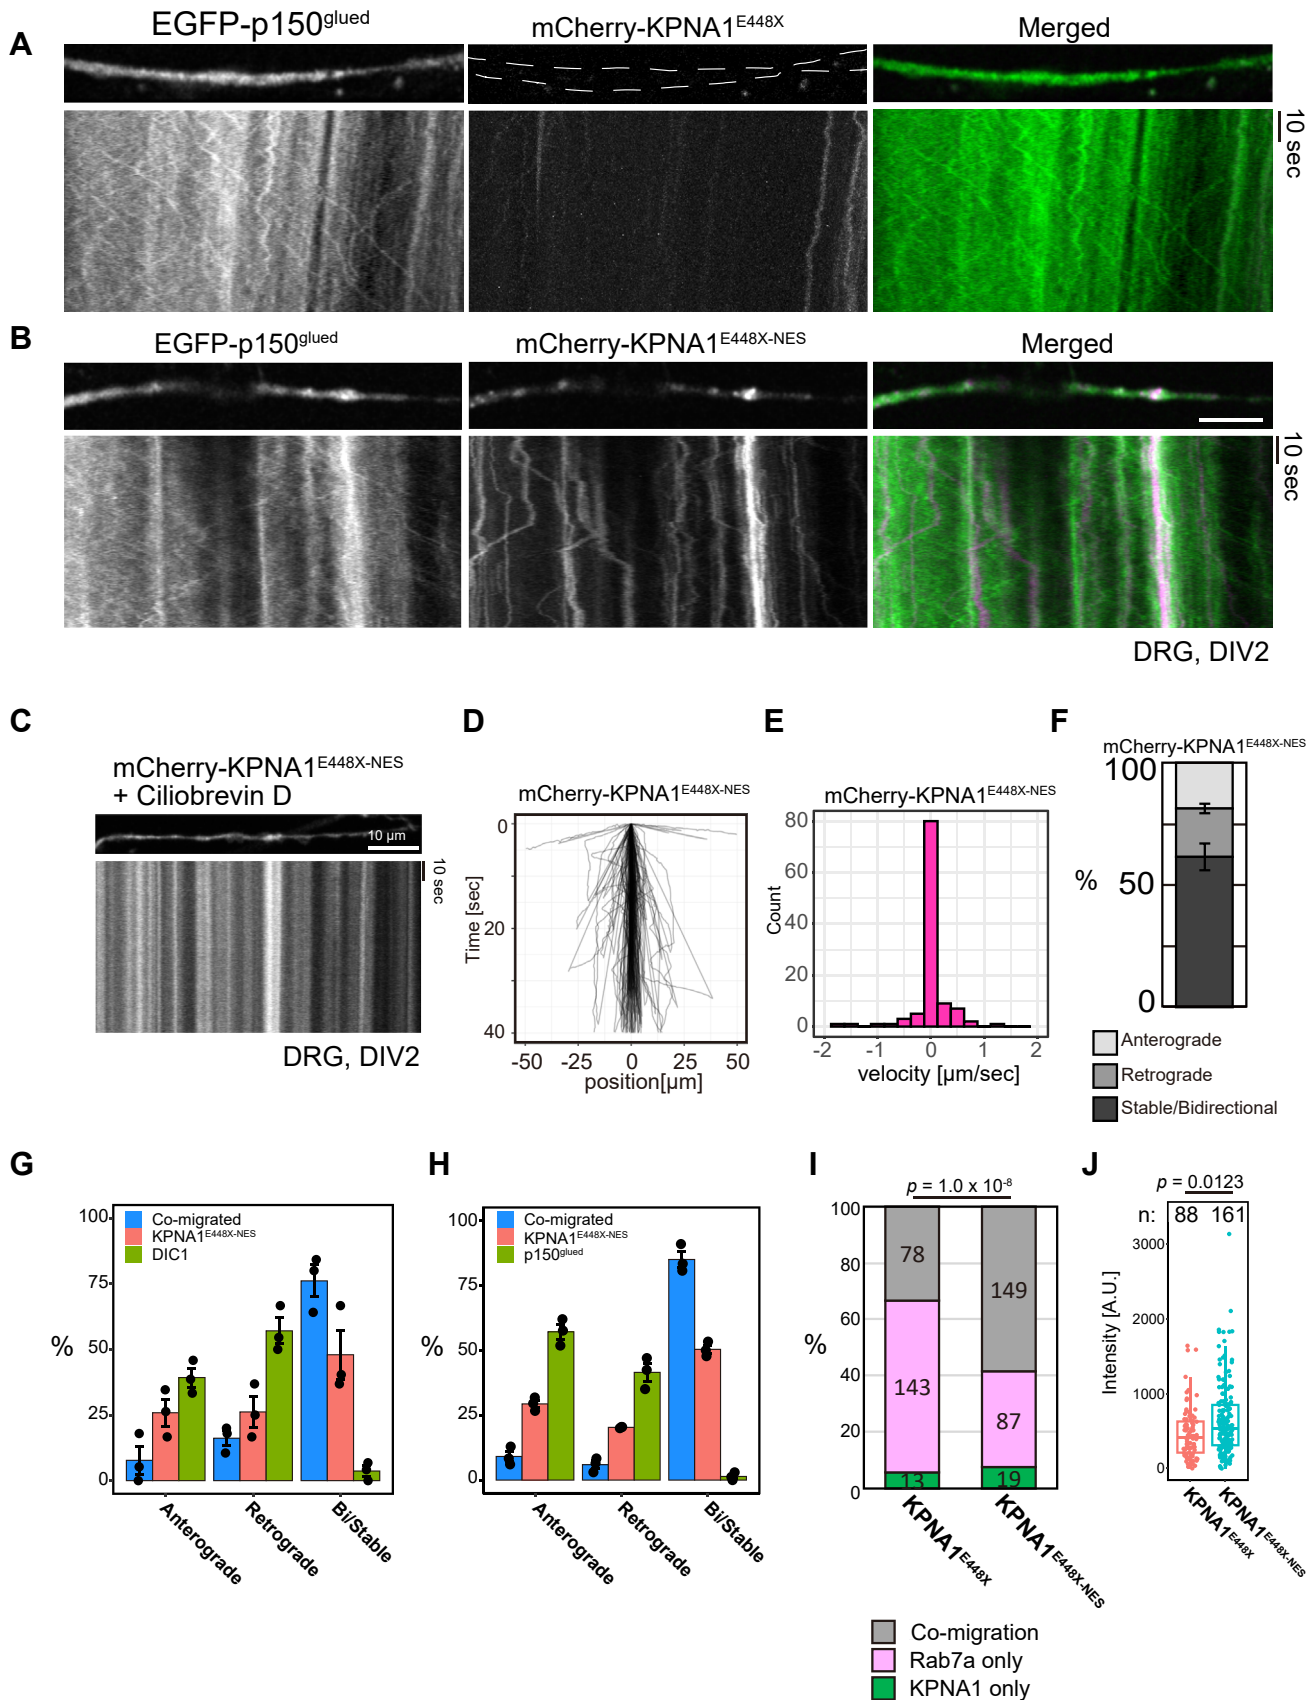 A
EGFP-p150glued
mCherry-KPNA1E448X
Merged
10 sec
B
EGFP-p150glued
mCherry-KPNA1E448X-NES
Merged
10 sec
DRG, DIV2
C
mCherry-KPNA1E448X-NES
+ Ciliobrevin D
10 µm
10 sec
DRG, DIV2
D
mCherry-KPNA1E448X-NES
Time [sec]
0
20
40
-50 -25 0 25 50
position[µm]
E
mCherry-KPNA1E448X-NES
Count
80
60
40
20
0
-2 -1 0 1 2
velocity [µm/sec]
F
mCherry-KPNA1E448X-NES
100
% 50
0
Anterograde
Retrograde
Stable/Bidirectional
G
Co-migrated
KPNA1E448X-NES
DIC1
%
100
75
50
25
0
Anterograde
Retrograde
Bi/Stable
H
Co-migrated
KPNA1E448X-NES
p150glued
%
100
75
50
25
0
Anterograde
Retrograde
Bi/Stable
I
p = 1.0 x 10-8
%
100
80
60
40
20
0
78
143
13
149
87
19
KPNA1E448X
KPNA1E448X-NES
Co-migration
Rab7a only
KPNA1 only
J
p = 0.0123
n: 88 161
Intensity [A.U.]
3000
2000
1000
0
KPNA1E448X
KPNA1E448X-NES